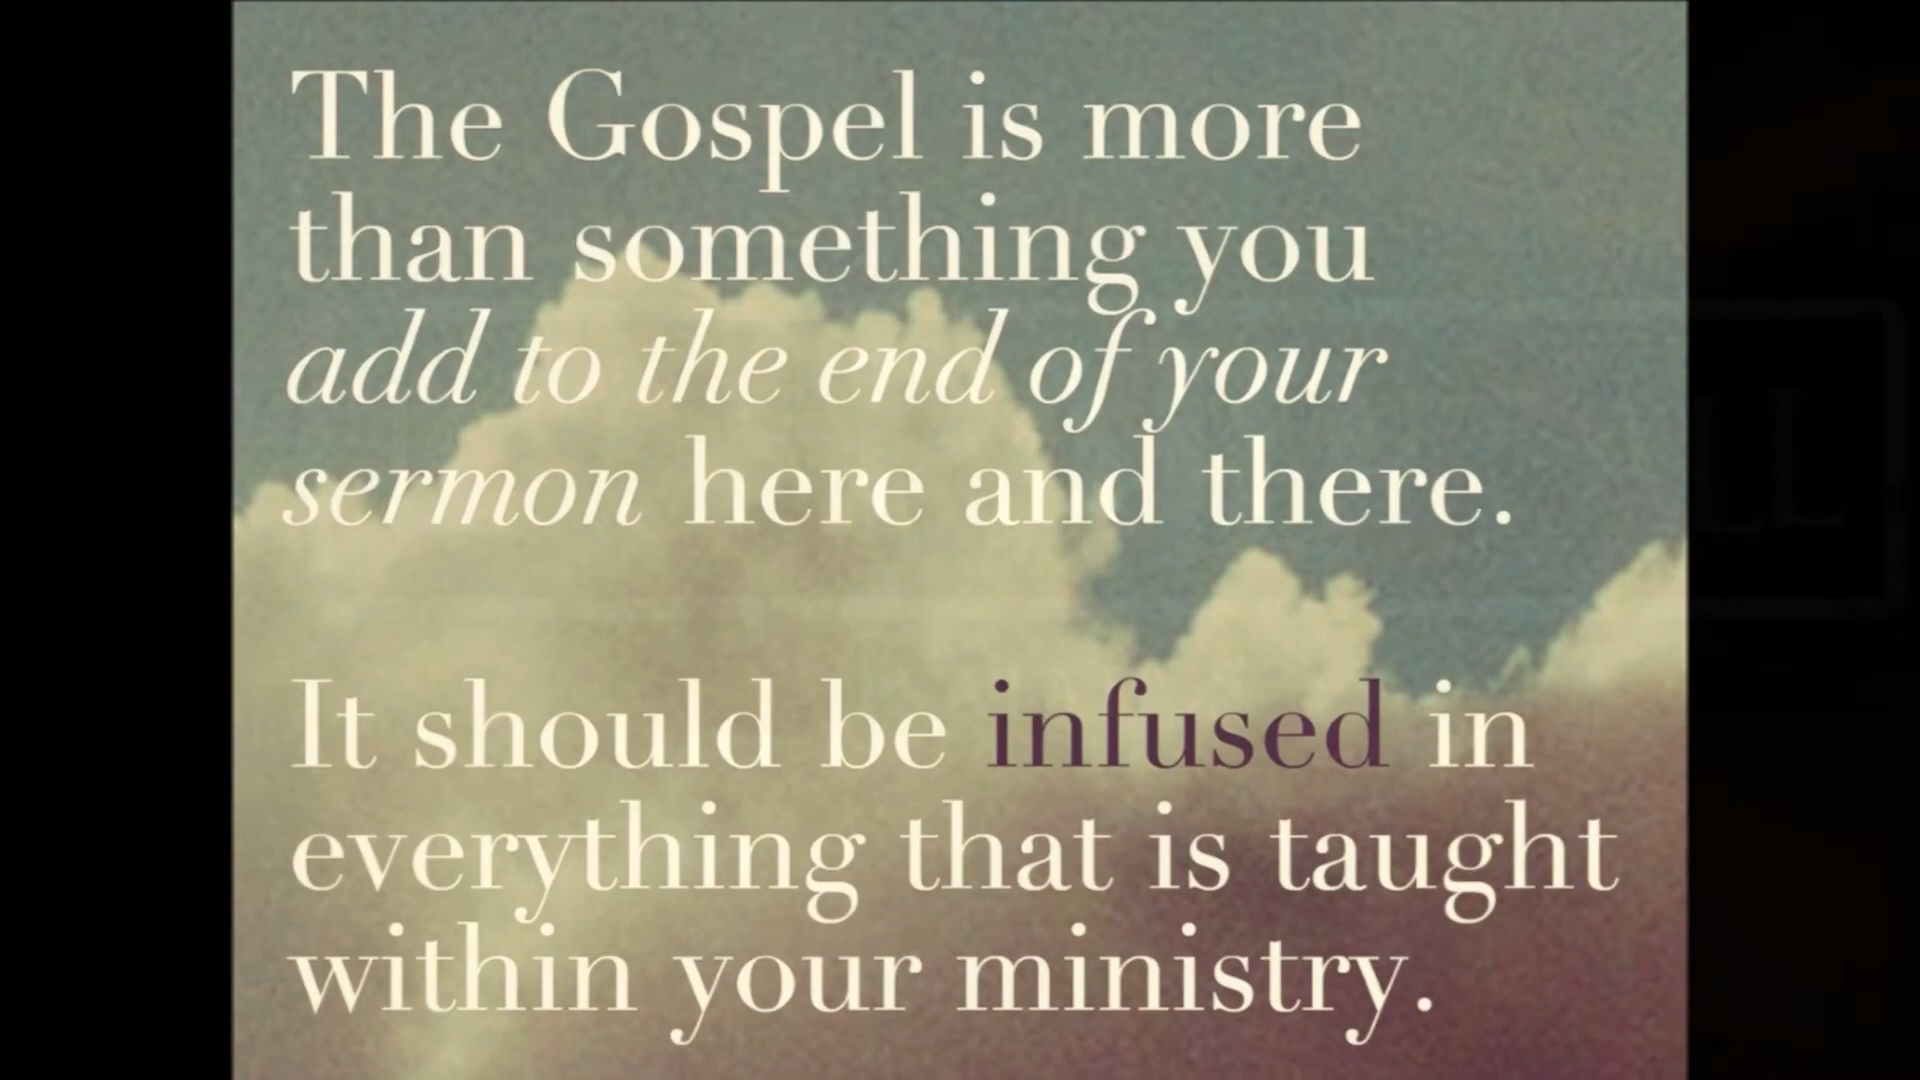 The Gospel is more
than something you
add to the end of your
sermon here and there.
It should be infused in
everything that is taught
within your ministry.